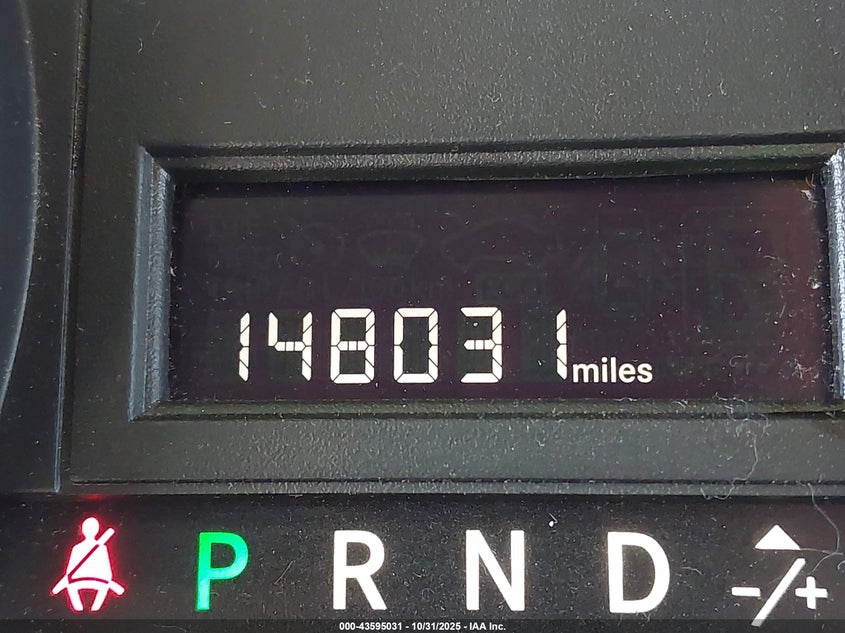 148031 miles
P R N D -/+
000-43595031 - 10/31/2025 - IAA Inc.